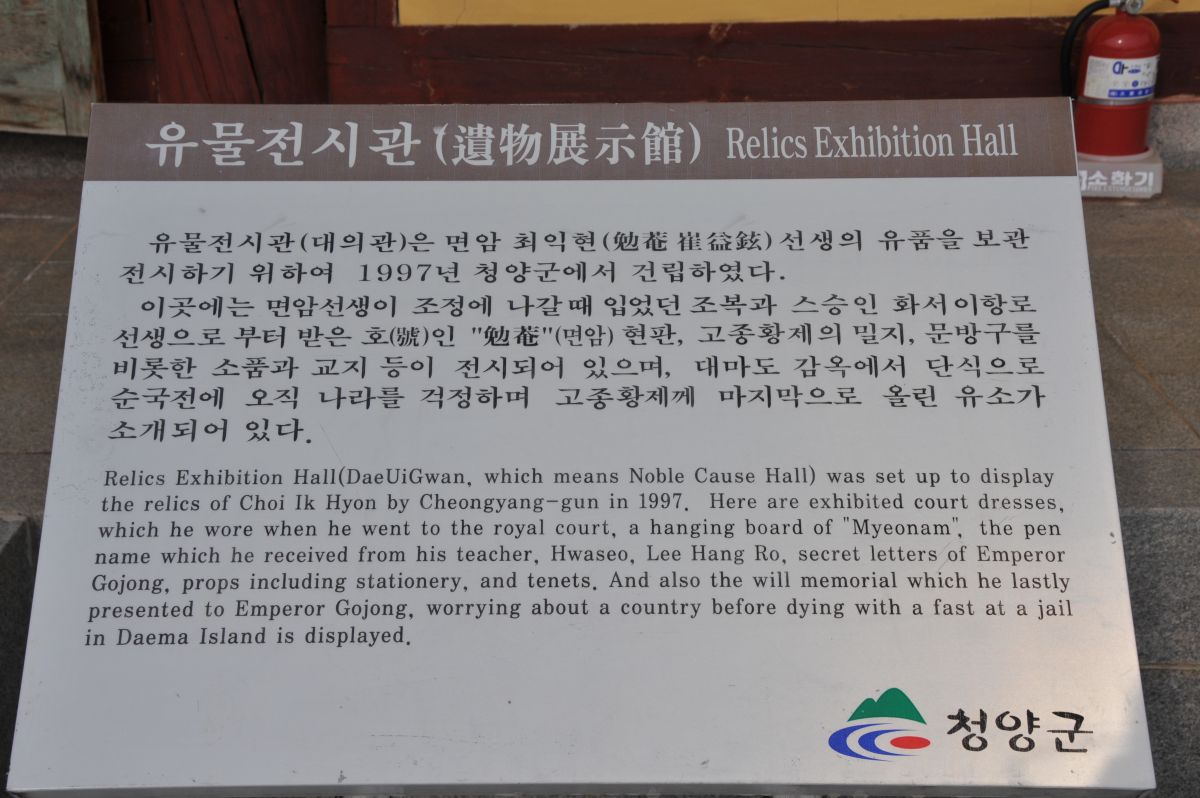 유물전시관(遺物展示館) Relics Exhibition Hall
유물전시관(대의관)은 면암 최익현(勉菴 崔益鉉)선생의 유품을 보관
전시하기 위하여 1997년 청양군에서 건립하였다.
이곳에는 면암선생이 조정에 나갈때 입었던 조복과 스승인 화서이항로
선생으로 부터 받은 호(號)인 "勉菴"(면암) 현판, 고종황제의 밀지, 문방구를
비롯한 소품과 교지 등이 전시되어 있으며, 대마도 감옥에서 단식으로
순국전에 오직 나라를 걱정하며 고종황제께 마지막으로 올린 유소가
소개되어 있다.
Relics Exhibition Hall(DaeUiGwan, which means Noble Cause Hall) was set up to display
the relics of Choi Ik Hyon by Cheongyang-gun in 1997. Here are exhibited court dresses,
which he wore when he went to the royal court, a hanging board of "Myeonam", the pen
name which he received from his teacher, Hwaseo, Lee Hang Ro, secret letters of Emperor
Gojong, props including stationery, and tenets. And also the will memorial which he lastly
presented to Emperor Gojong, worrying about a country before dying with a fast at a jail
in Daema Island is displayed.
청양군
소화기
FIRE EXTINGUISHER